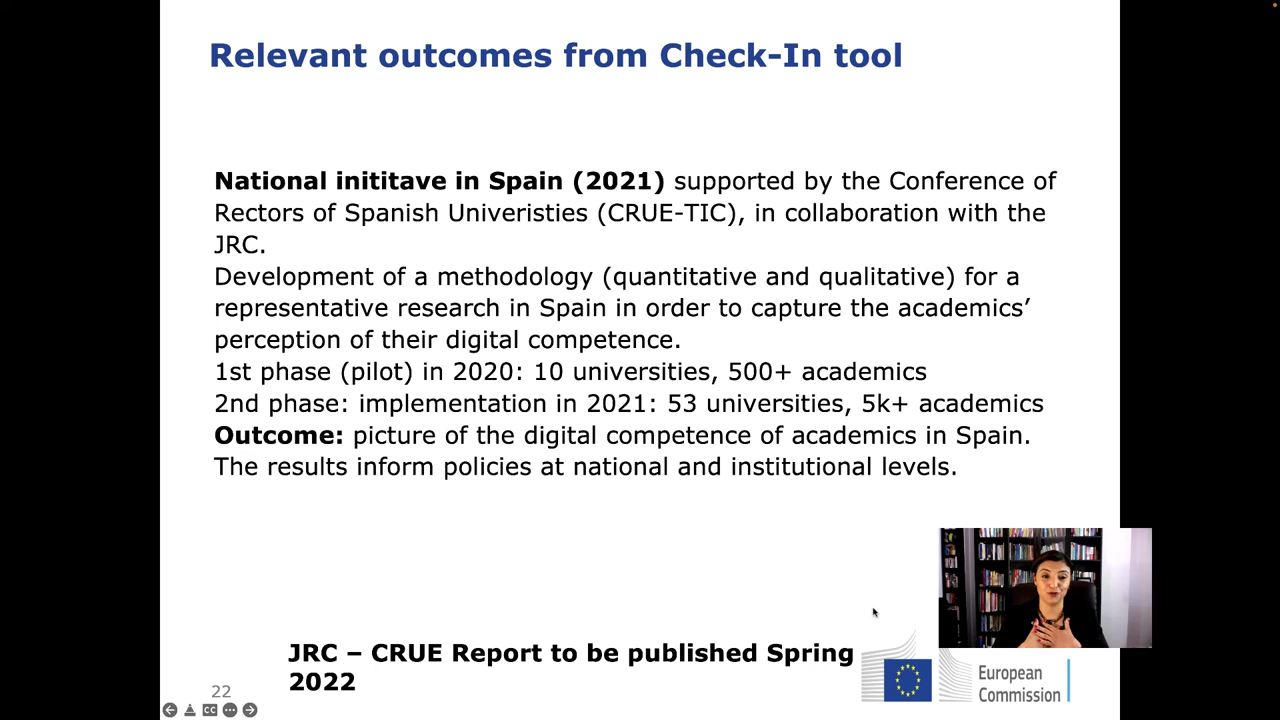 Relevant outcomes from Check-In tool
National inititave in Spain (2021) supported by the Conference of
Rectors of Spanish Univeristies (CRUE-TIC), in collaboration with the
JRC.
Development of a methodology (quantitative and qualitative) for a
representative research in Spain in order to capture the academics’
perception of their digital competence.
1st phase (pilot) in 2020: 10 universities, 500+ academics
2nd phase: implementation in 2021: 53 universities, 5k+ academics
Outcome: picture of the digital competence of academics in Spain.
The results inform policies at national and institutional levels.
JRC – CRUE Report to be published Spring
2022
European
Commission
22
CC